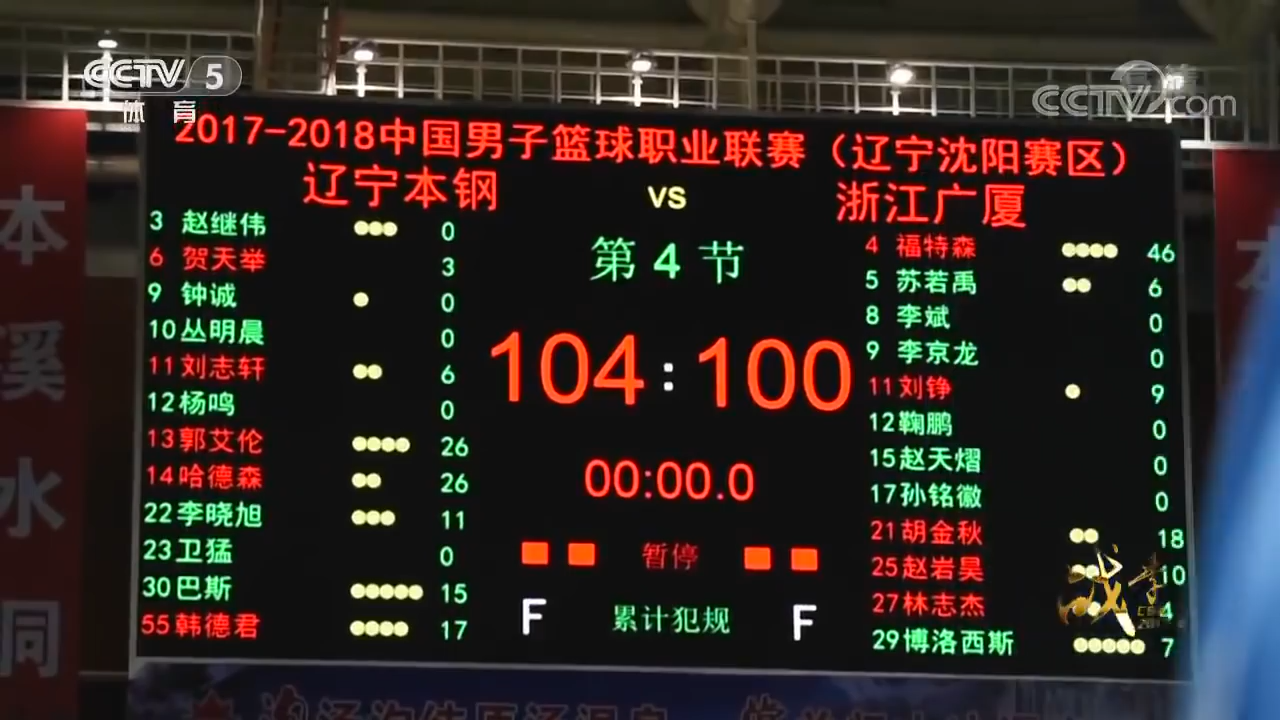 CCTV 5
体育
CCTV.com
高清
2017-2018中国男子篮球职业联赛（辽宁沈阳赛区）
辽宁本钢 VS 浙江广厦
第 4 节
104 : 100
00:00.0
暂停
F 累计犯规 F
3 赵继伟 0
6 贺天举 3
9 钟诚 0
10 丛明晨 0
11 刘志轩 6
12 杨鸣 0
13 郭艾伦 26
14 哈德森 26
22 李晓旭 11
23 卫猛 0
30 巴斯 15
55 韩德君 17
4 福特森 46
5 苏若禹 6
8 李斌 0
9 李京龙 0
11 刘铮 9
12 鞠鹏 0
15 赵天熠 0
17 孙铭徽 0
21 胡金秋 18
25 赵岩昊 10
27 林志杰 4
29 博洛西斯 7
本
溪
水
洞
本